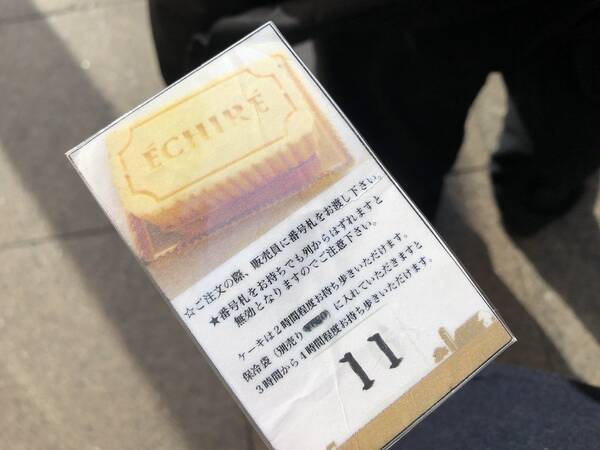 ÉCHIRÉ
☆ご注文の際、販売員に番号札をお渡し下さい。
★番号札をお持ちでも列からはずれますと
無効となりますのでご注意下さい。
ケーキは2時間程度お持ち歩きいただけます。
保冷袋（別売り
）に入れていただきますと
3時間から4時間程度お持ち歩きいただけます。
11